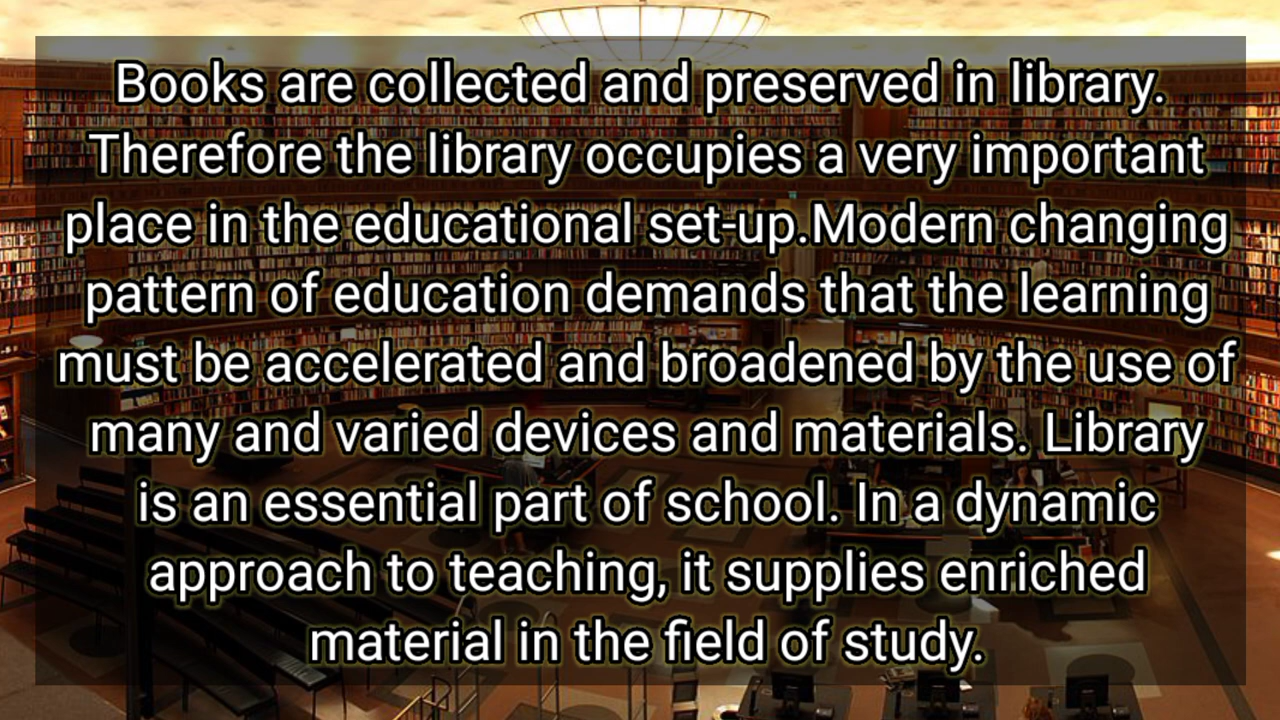 Books are collected and preserved in library.
Therefore the library occupies a very important
place in the educational set-up.Modern changing
pattern of education demands that the learning
must be accelerated and broadened by the use of
many and varied devices and materials. Library
is an essential part of school. In a dynamic
approach to teaching, it supplies enriched
material in the field of study.